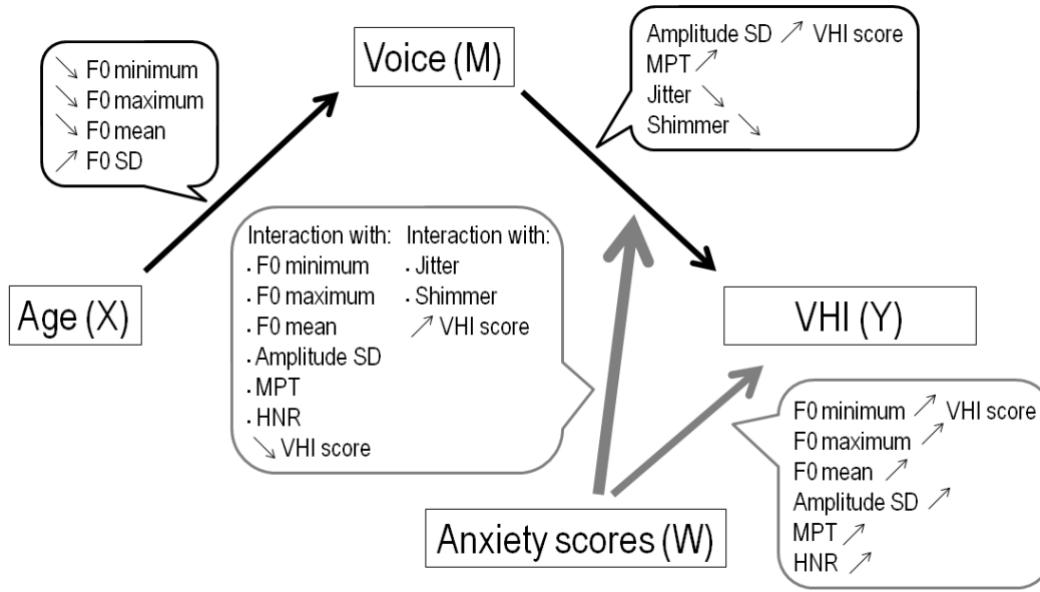 ↘ F0 minimum
↘ F0 maximum
↘ F0 mean
↗ F0 SD
Voice (M)
Amplitude SD ↗ VHI score
MPT ↗
Jitter ↘
Shimmer ↘
Age (X)
Interaction with:
. F0 minimum
. F0 maximum
. F0 mean
. Amplitude SD
. MPT
. HNR
↘ VHI score
Interaction with:
. Jitter
. Shimmer
↗ VHI score
VHI (Y)
Anxiety scores (W)
F0 minimum ↗ VHI score
F0 maximum ↗
F0 mean ↗
Amplitude SD ↗
MPT ↗
HNR ↗